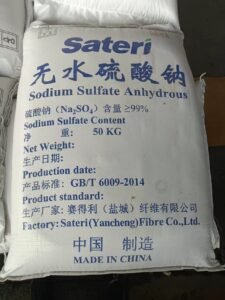 Sateri
无水硫酸钠
Sodium Sulfate Anhydrous
硫酸钠（Na₂SO₄）含量 ≥99%
Sodium Sulfate Content
净 重： 50 KG
Net Weight:
生产日期：
Production date:
产品标准：GB/T 6009-2014
Product standard:
生产厂家：赛得利（盐城）纤维有限公司
Factory: Sateri(Yancheng)Fibre Co.,Ltd.
中国 制造
MADE IN CHINA